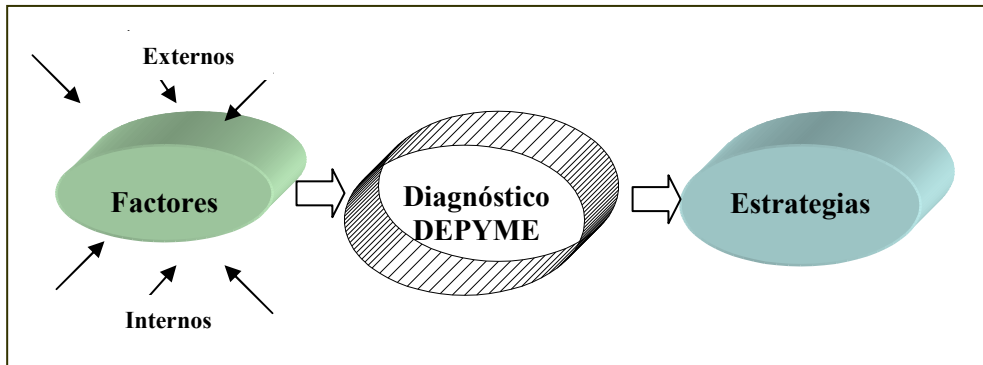 Externos
Factores
Diagnóstico
DEPYME
Estrategias
Internos